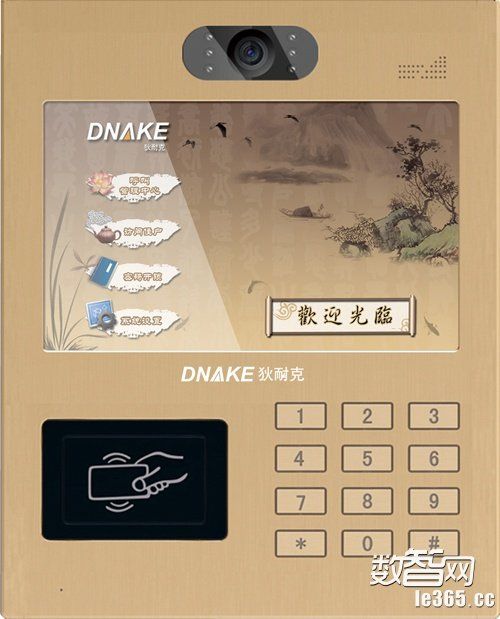 DNAKE
狄耐克
呼叫
管理中心
访问住户
密码开锁
系统设置
歡迎光臨
DNAKE 狄耐克
1 2 3
4 5 6
7 8 9
* 0 #
数智网
le365.cc